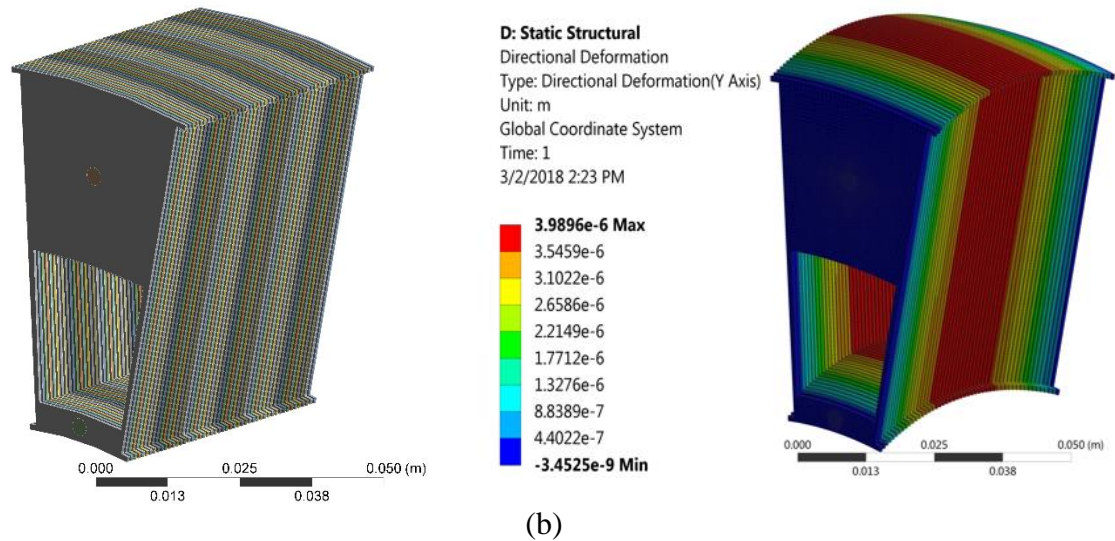 0.000
0.025
0.050 (m)
0.013
0.038
D: Static Structural
Directional Deformation
Type: Directional Deformation(Y Axis)
Unit: m
Global Coordinate System
Time: 1
3/2/2018 2:23 PM
3.9896e-6 Max
3.5459e-6
3.1022e-6
2.6586e-6
2.2149e-6
1.7712e-6
1.3276e-6
8.8389e-7
4.4022e-7
-3.4525e-9 Min
0.000
0.025
0.050 (m)
0.013
0.038
(b)